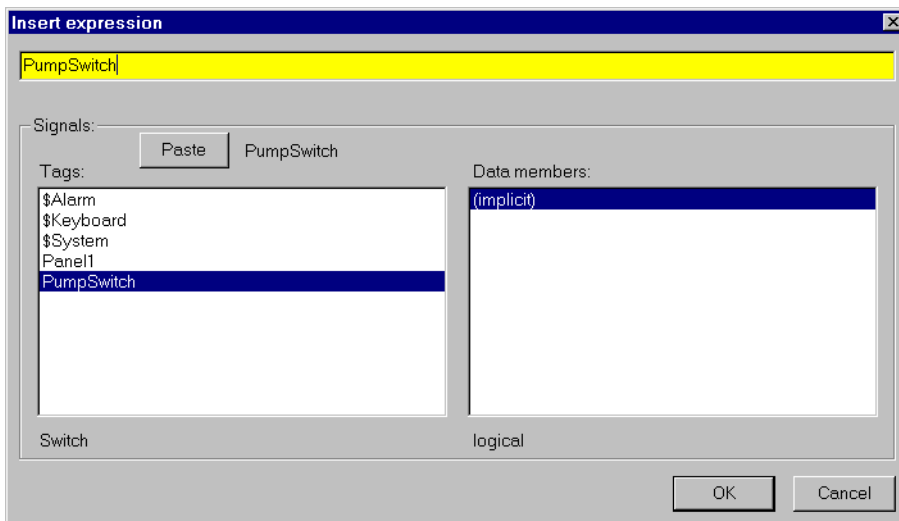 Insert expression
PumpSwitch
Signals:
Paste PumpSwitch
Tags:
Data members:
$Alarm
$Keyboard
$System
Panel1
PumpSwitch
(implicit)
Switch
logical
OK
Cancel